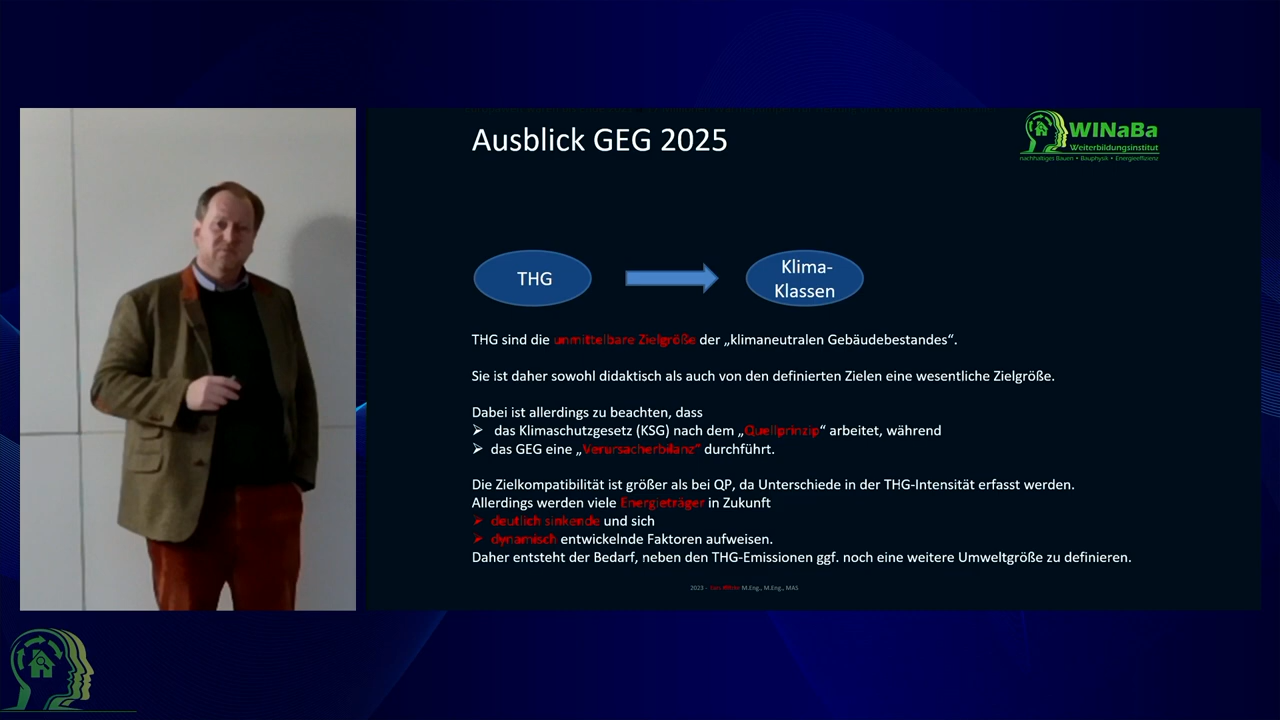 Ausblick GEG 2025
WINaBa
Weiterbildungsinstitut
nachhaltiges Bauen • Bauphysik • Energieeffizienz
THG
Klima-
Klassen
THG sind die unmittelbare Zielgröße der „klimaneutralen Gebäudebestandes“.
Sie ist daher sowohl didaktisch als auch von den definierten Zielen eine wesentliche Zielgröße.
Dabei ist allerdings zu beachten, dass
➢ das Klimaschutzgesetz (KSG) nach dem „Quellprinzip“ arbeitet, während
➢ das GEG eine „Verursacherbilanz“ durchführt.
Die Zielkompatibilität ist größer als bei QP, da Unterschiede in der THG-Intensität erfasst werden.
Allerdings werden viele Energieträger in Zukunft
➢ deutlich sinkende und sich
➢ dynamisch entwickelnde Faktoren aufweisen.
Daher entsteht der Bedarf, neben den THG-Emissionen ggf. noch eine weitere Umweltgröße zu definieren.
2023 - M.Eng., M.Eng., MAS